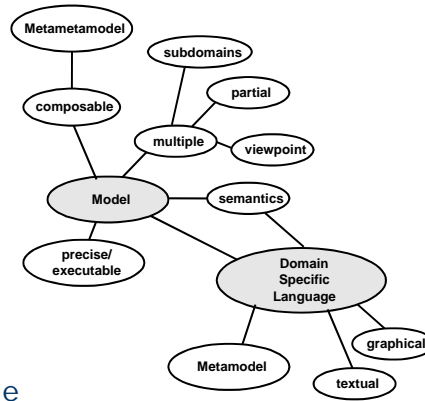 Metametamodel
subdomains
composable
partial
multiple
viewpoint
Model
semantics
precise/
executable
Domain
Specific
Language
graphical
Metamodel
textual
e